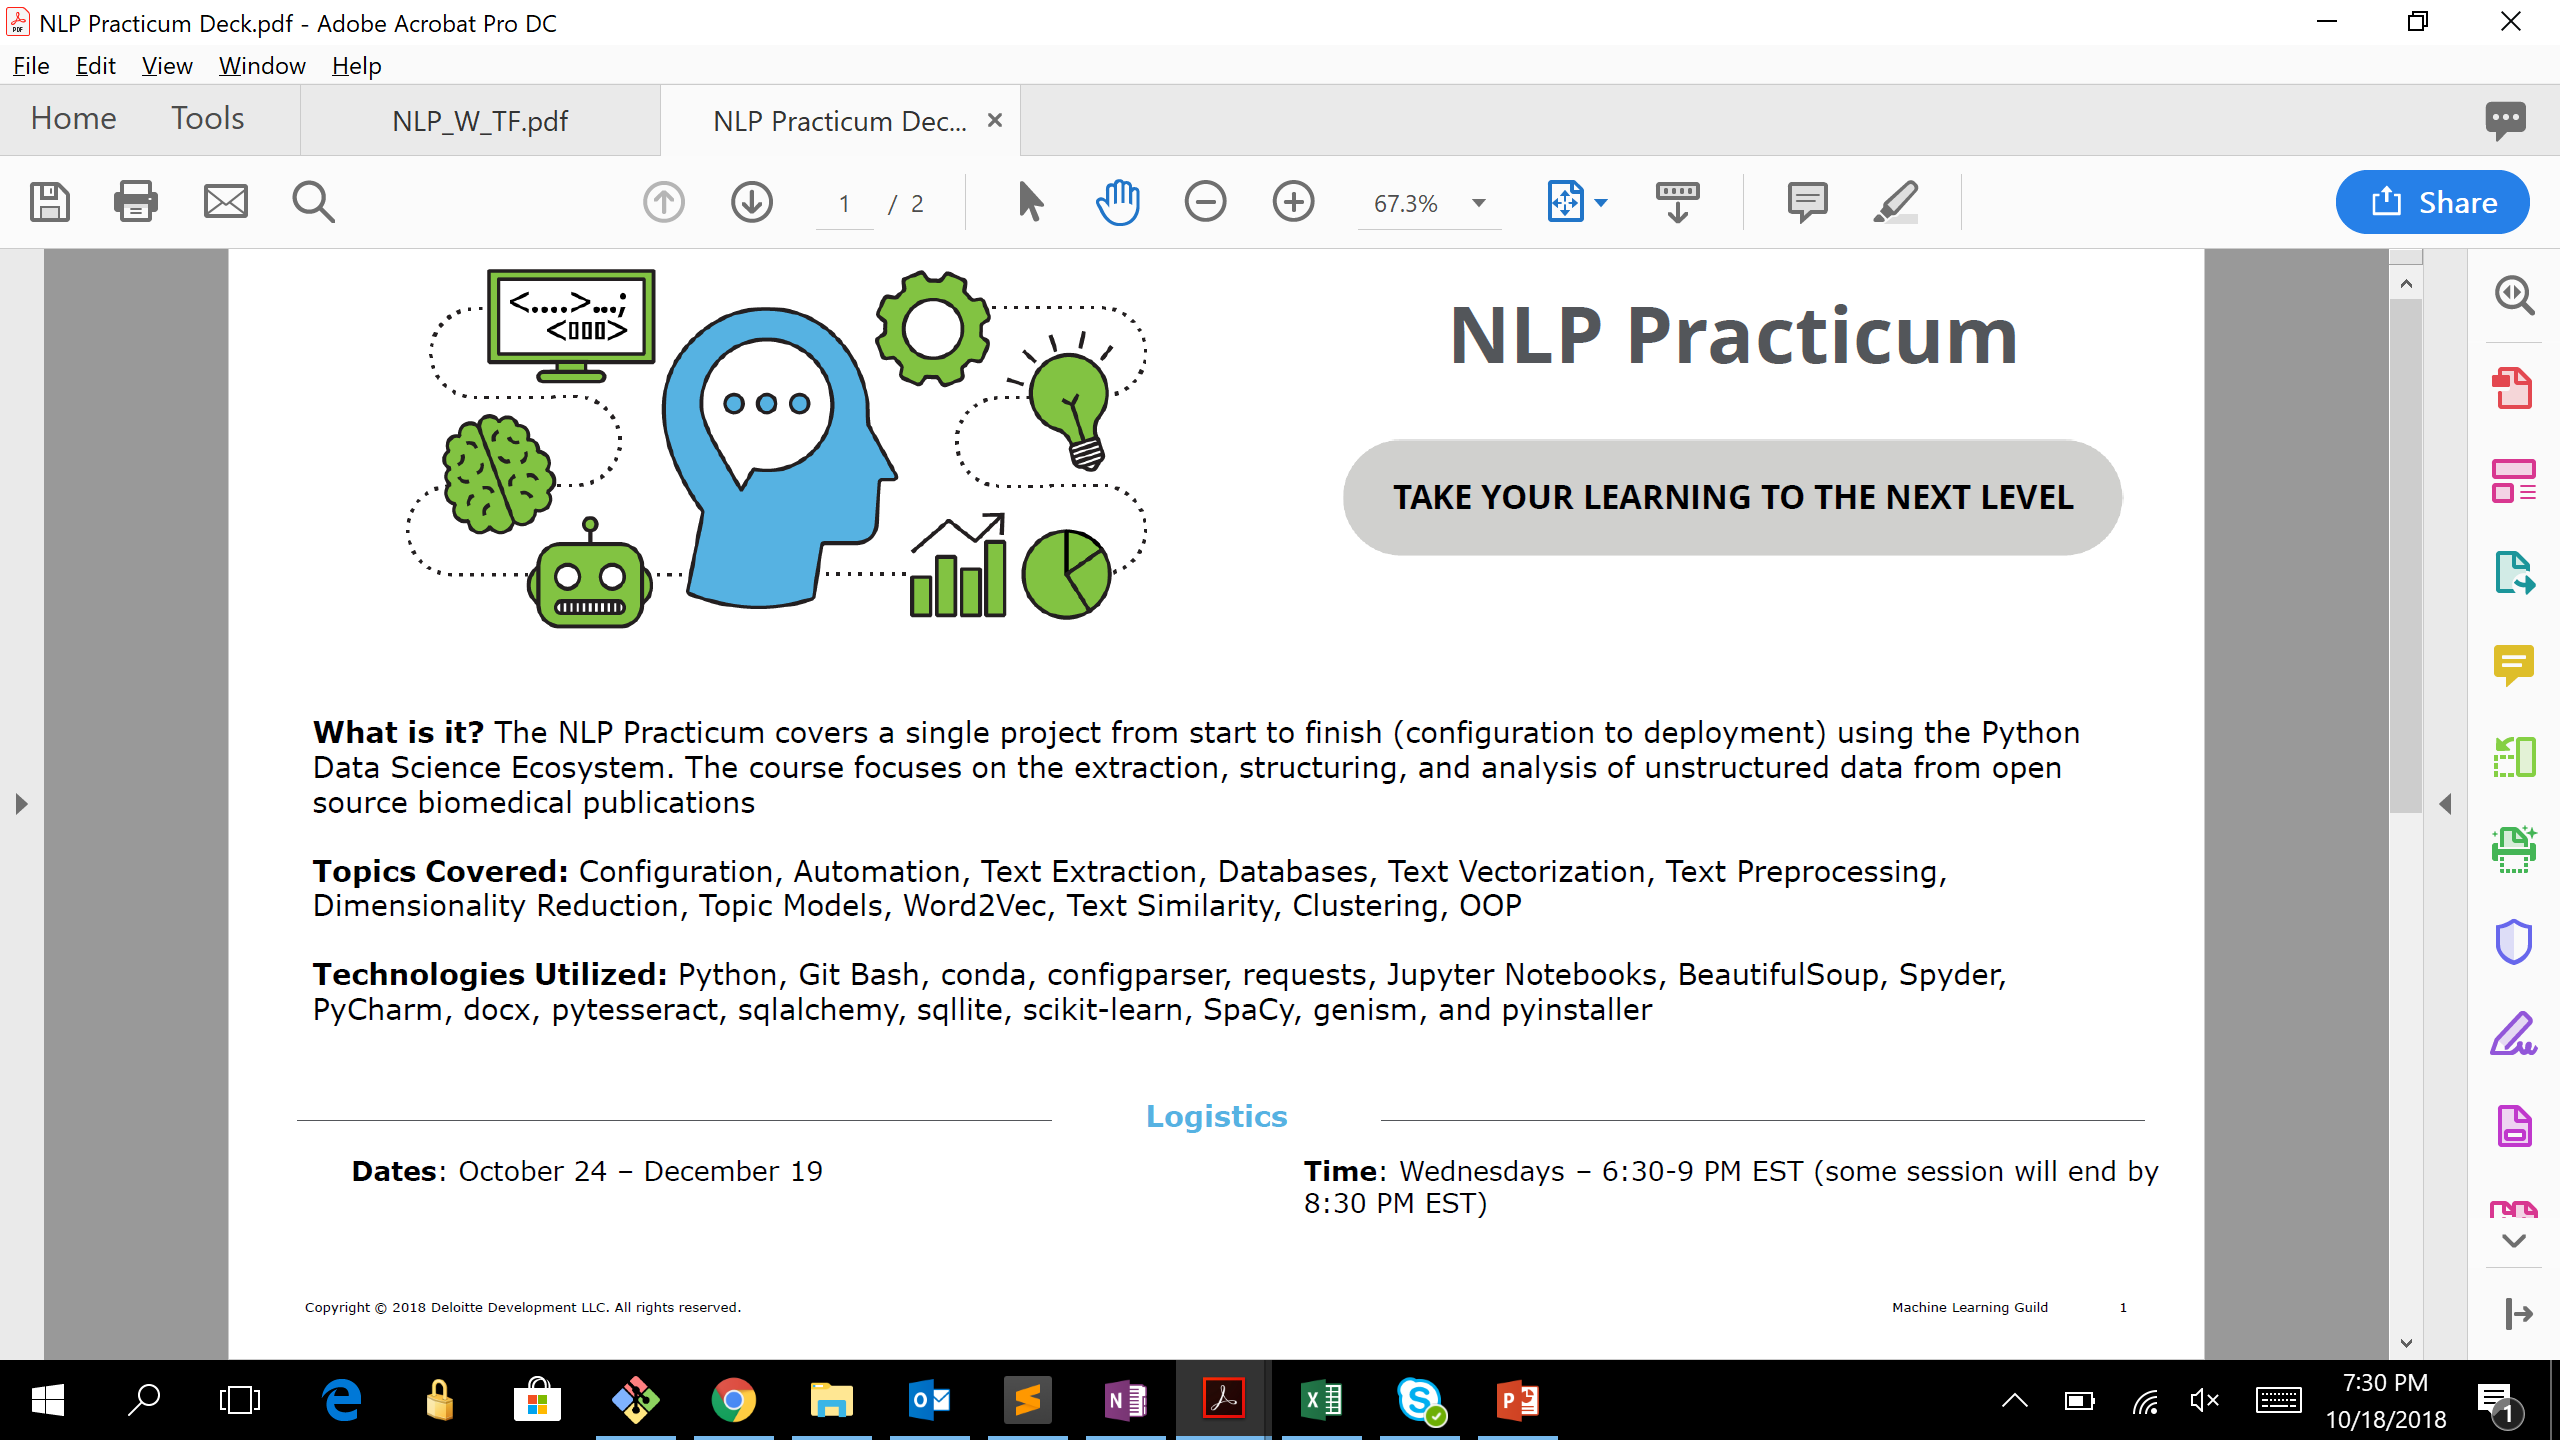 NLP Practicum Deck.pdf - Adobe Acrobat Pro DC
File Edit View Window Help
Home Tools NLP_W_TF.pdf NLP Practicum Dec...
1 / 2 67.3% Share
<....>...;
NLP Practicum
TAKE YOUR LEARNING TO THE NEXT LEVEL
What is it? The NLP Practicum covers a single project from start to finish (configuration to deployment) using the Python
Data Science Ecosystem. The course focuses on the extraction, structuring, and analysis of unstructured data from open
source biomedical publications
Topics Covered: Configuration, Automation, Text Extraction, Databases, Text Vectorization, Text Preprocessing,
Dimensionality Reduction, Topic Models, Word2Vec, Text Similarity, Clustering, OOP
Technologies Utilized: Python, Git Bash, conda, configparser, requests, Jupyter Notebooks, BeautifulSoup, Spyder,
PyCharm, docx, pytesseract, sqlalchemy, sqllite, scikit-learn, SpaCy, genism, and pyinstaller
Logistics
Dates: October 24 – December 19
Time: Wednesdays – 6:30-9 PM EST (some session will end by
8:30 PM EST)
Copyright © 2018 Deloitte Development LLC. All rights reserved.
Machine Learning Guild 1
7:30 PM
10/18/2018
1